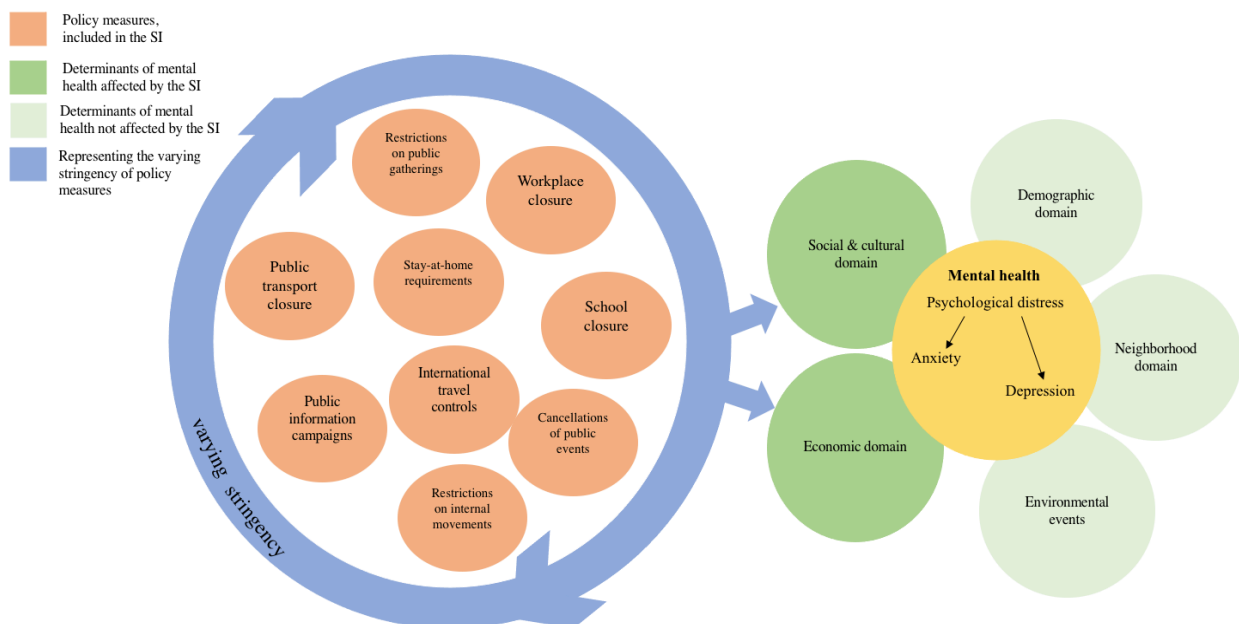 Policy measures,
included in the SI
Determinants of mental
health affected by the SI
Determinants of mental
health not affected by the SI
Representing the varying
stringency of policy
measures
Restrictions
on public
gatherings
Workplace
closure
Public
transport
closure
Stay-at-home
requirements
School
closure
International
travel
controls
Public
information
campaigns
Cancellations
of public
events
Restrictions
on internal
movements
varying stringency
Social & cultural
domain
Economic domain
Demographic
domain
Mental health
Psychological distress
Anxiety
Depression
Neighborhood
domain
Environmental
events